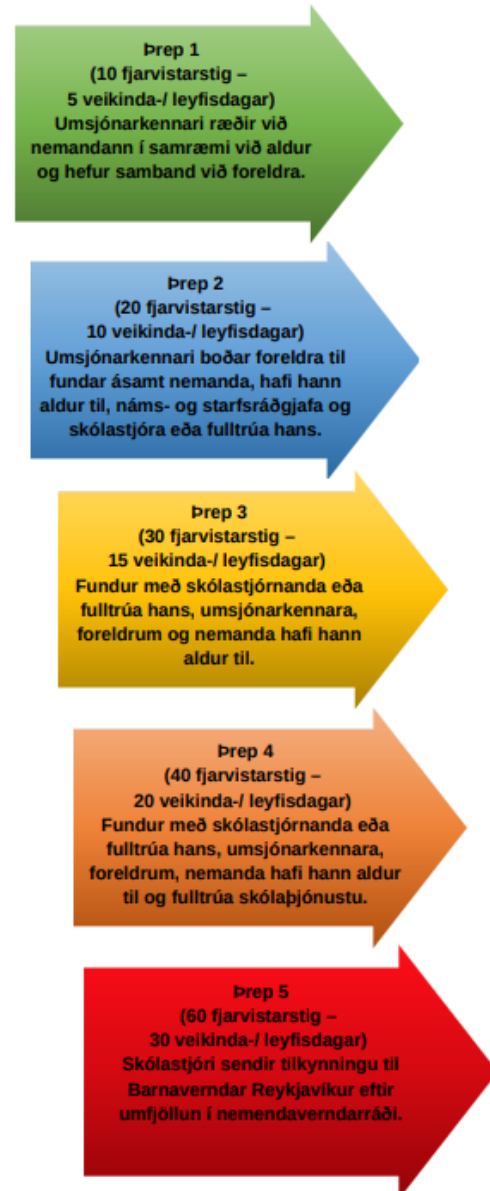 Þrep 1
(10 fjarvistarstig –
5 veikinda-/ leyfisdagar)
Umsjónarkennari ræðir við
nemandann í samræmi við aldur
og hefur samband við foreldra.
Þrep 2
(20 fjarvistarstig –
10 veikinda-/ leyfisdagar)
Umsjónarkennari boðar foreldra til
fundar ásamt nemanda, hafi hann
aldur til, náms- og starfsráðgjafa og
skólastjóra eða fulltrúa hans.
Þrep 3
(30 fjarvistarstig –
15 veikinda-/ leyfisdagar)
Fundur með skólastjórnanda eða
fulltrúa hans, umsjónarkennara,
foreldrum og nemanda hafi hann
aldur til.
Þrep 4
(40 fjarvistarstig –
20 veikinda-/ leyfisdagar)
Fundur með skólastjórnanda eða
fulltrúa hans, umsjónarkennara,
foreldrum, nemanda hafi hann aldur
til og fulltrúa skólaþjónustu.
Þrep 5
(60 fjarvistarstig –
30 veikinda-/ leyfisdagar)
Skólastjóri sendir tilkynningu til
Barnaverndar Reykjavíkur eftir
umfjöllun í nemendaverndarráði.